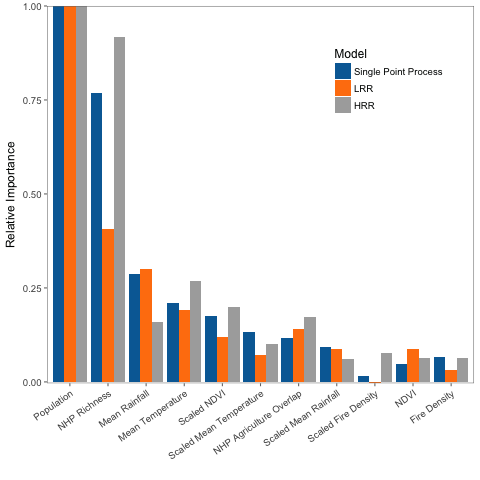 1.00
0.75
0.50
0.25
0.00
Relative Importance
Model
Single Point Process
LRR
HRR
Population
NHP Richness
Mean Rainfall
Mean Temperature
Scaled NDVI
Scaled Mean Temperature
NHP Agriculture Overlap
Scaled Mean Rainfall
Scaled Fire Density
NDVI
Fire Density